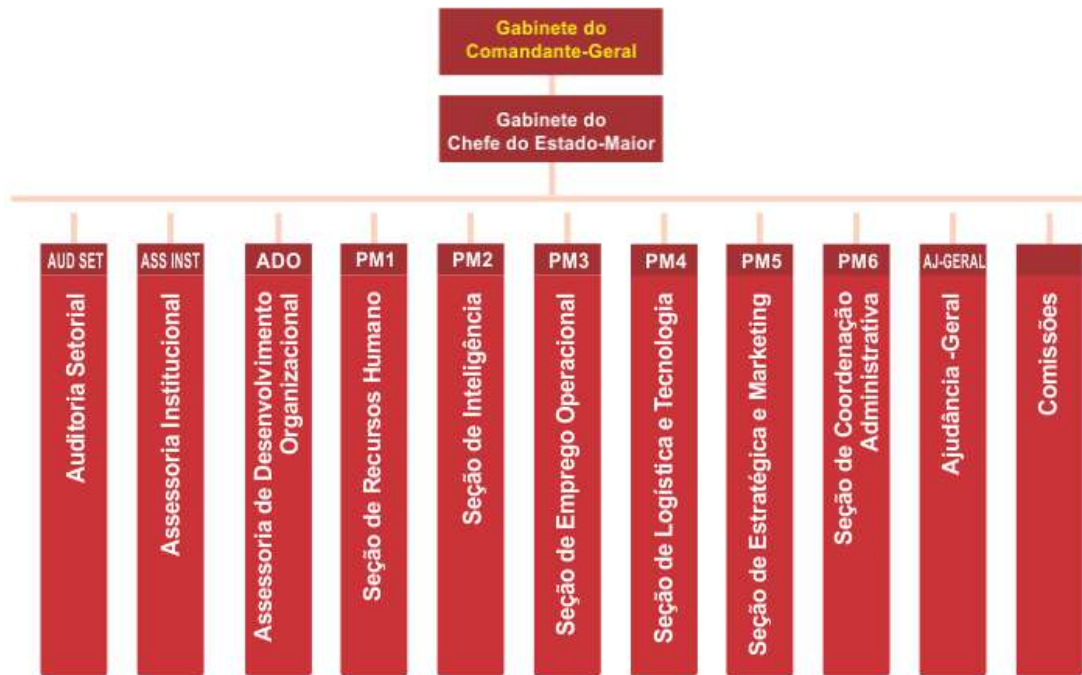 Gabinete do
Comandante-Geral
Gabinete do
Chefe do Estado-Maior
AUD SET
Auditoria Setorial
ASS INST
Assessoria Institucional
ADO
Assessoria de Desenvolvimento
Organizacional
PM1
Seção de Recursos Humano
PM2
Seção de Inteligência
PM3
Seção de Emprego Operacional
PM4
Seção de Logística e Tecnologia
PM5
Seção de Estratégica e Marketing
PM6
Seção de Coordenação
Administrativa
AJ-GERAL
Ajudância -Geral
Comissões